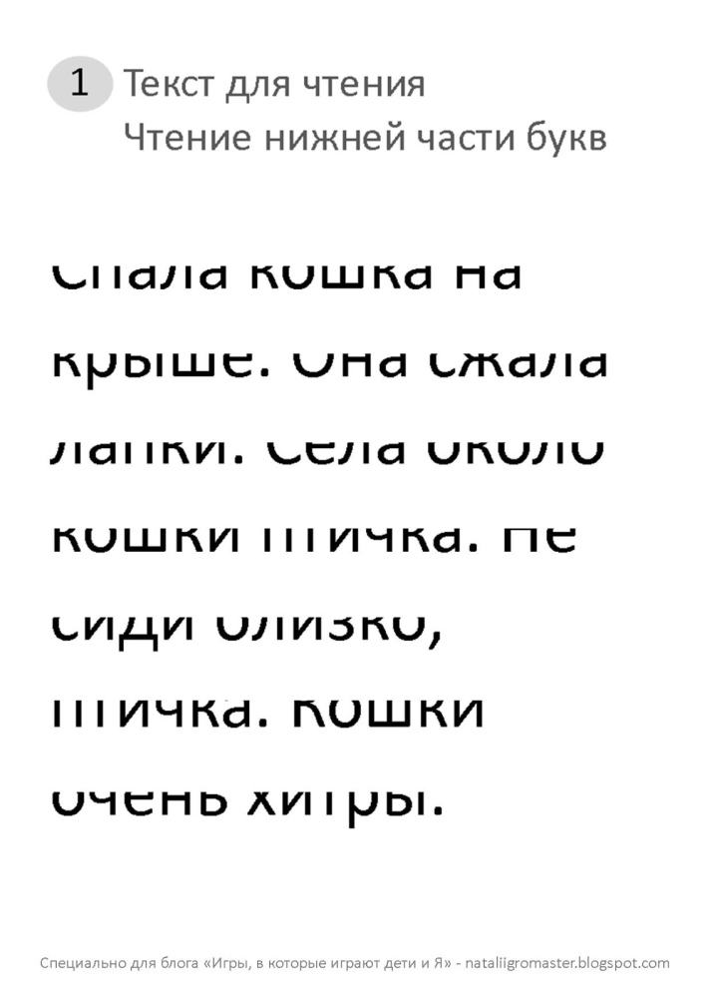 1 Текст для чтения
Чтение нижней части букв
Спала кошка на
крыше. Она сжала
лапки. Села около
кошки птичка. Не
сиди близко,
птичка. Кошки
очень хитры.
Специально для блога «Игры, в которые играют дети и Я» - nataliigromaster.blogspot.com